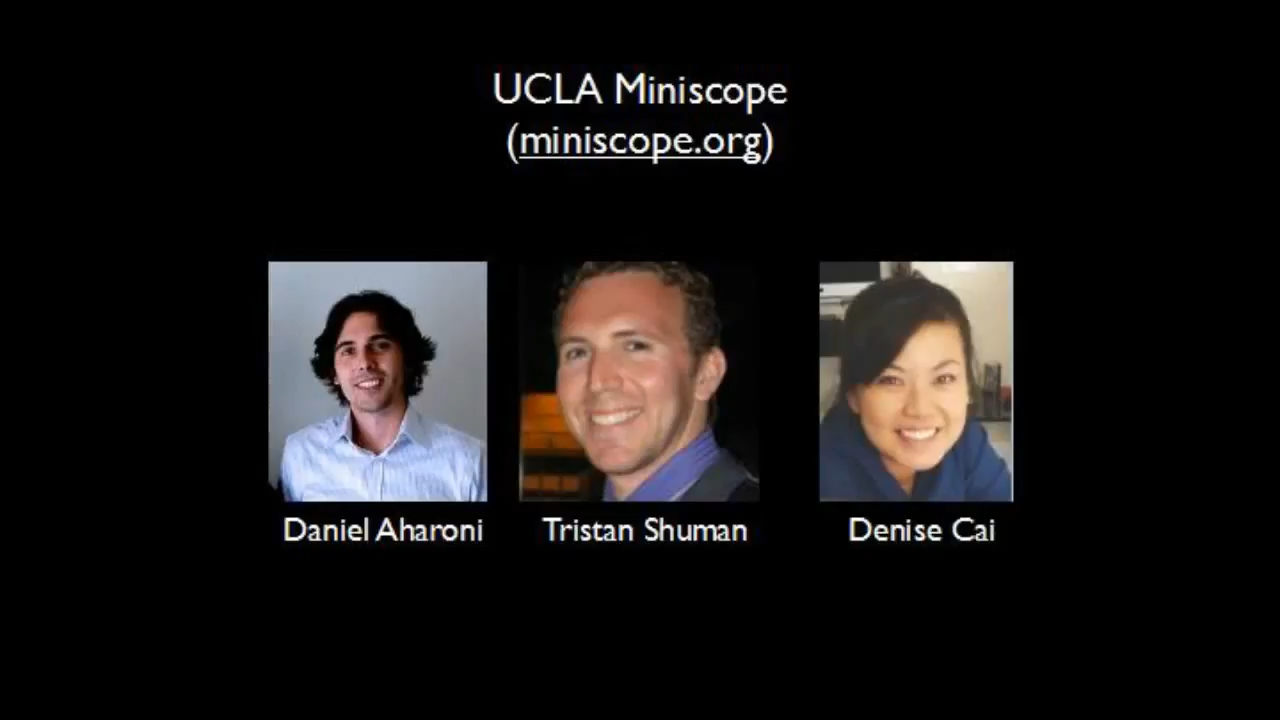 UCLA Miniscope
(miniscope.org)
Daniel Aharoni
Tristan Shuman
Denise Cai